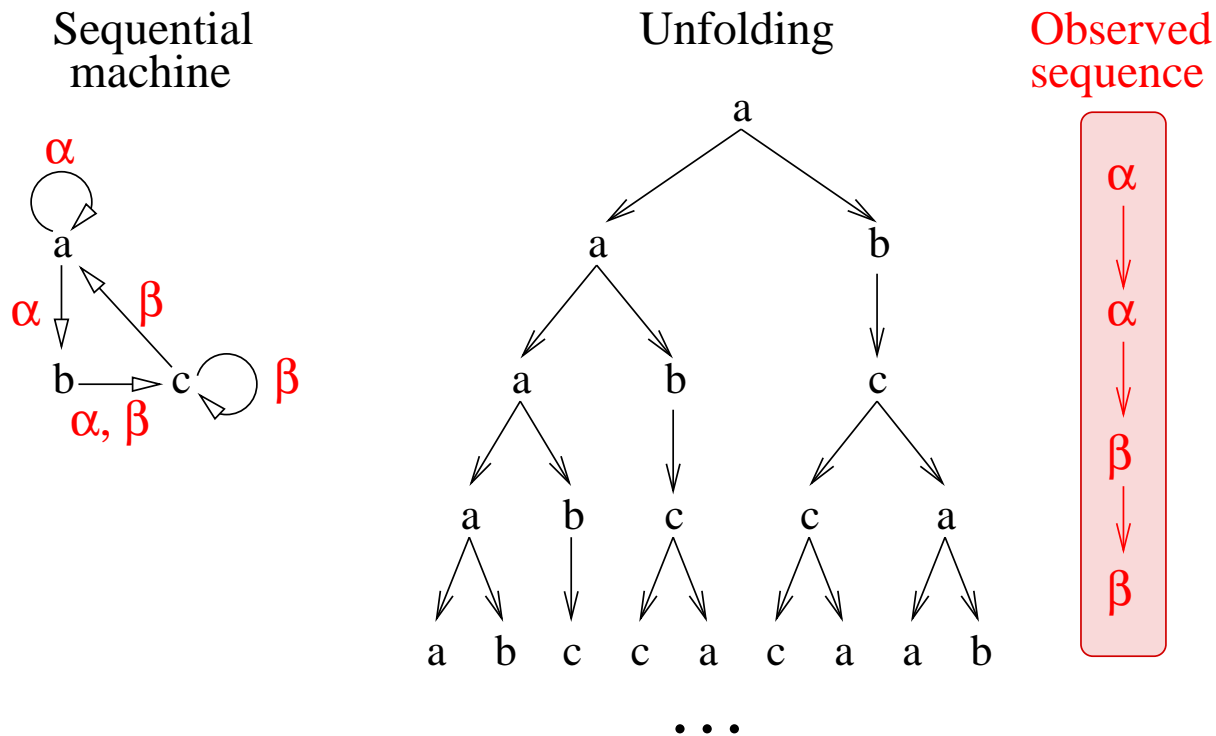 Sequential
machine
Unfolding
Observed
sequence
α
a
α
β
b
c
β
α, β
a
a b
a b c
a b c c a
a b c c a c a a b
...
α
α
β
β